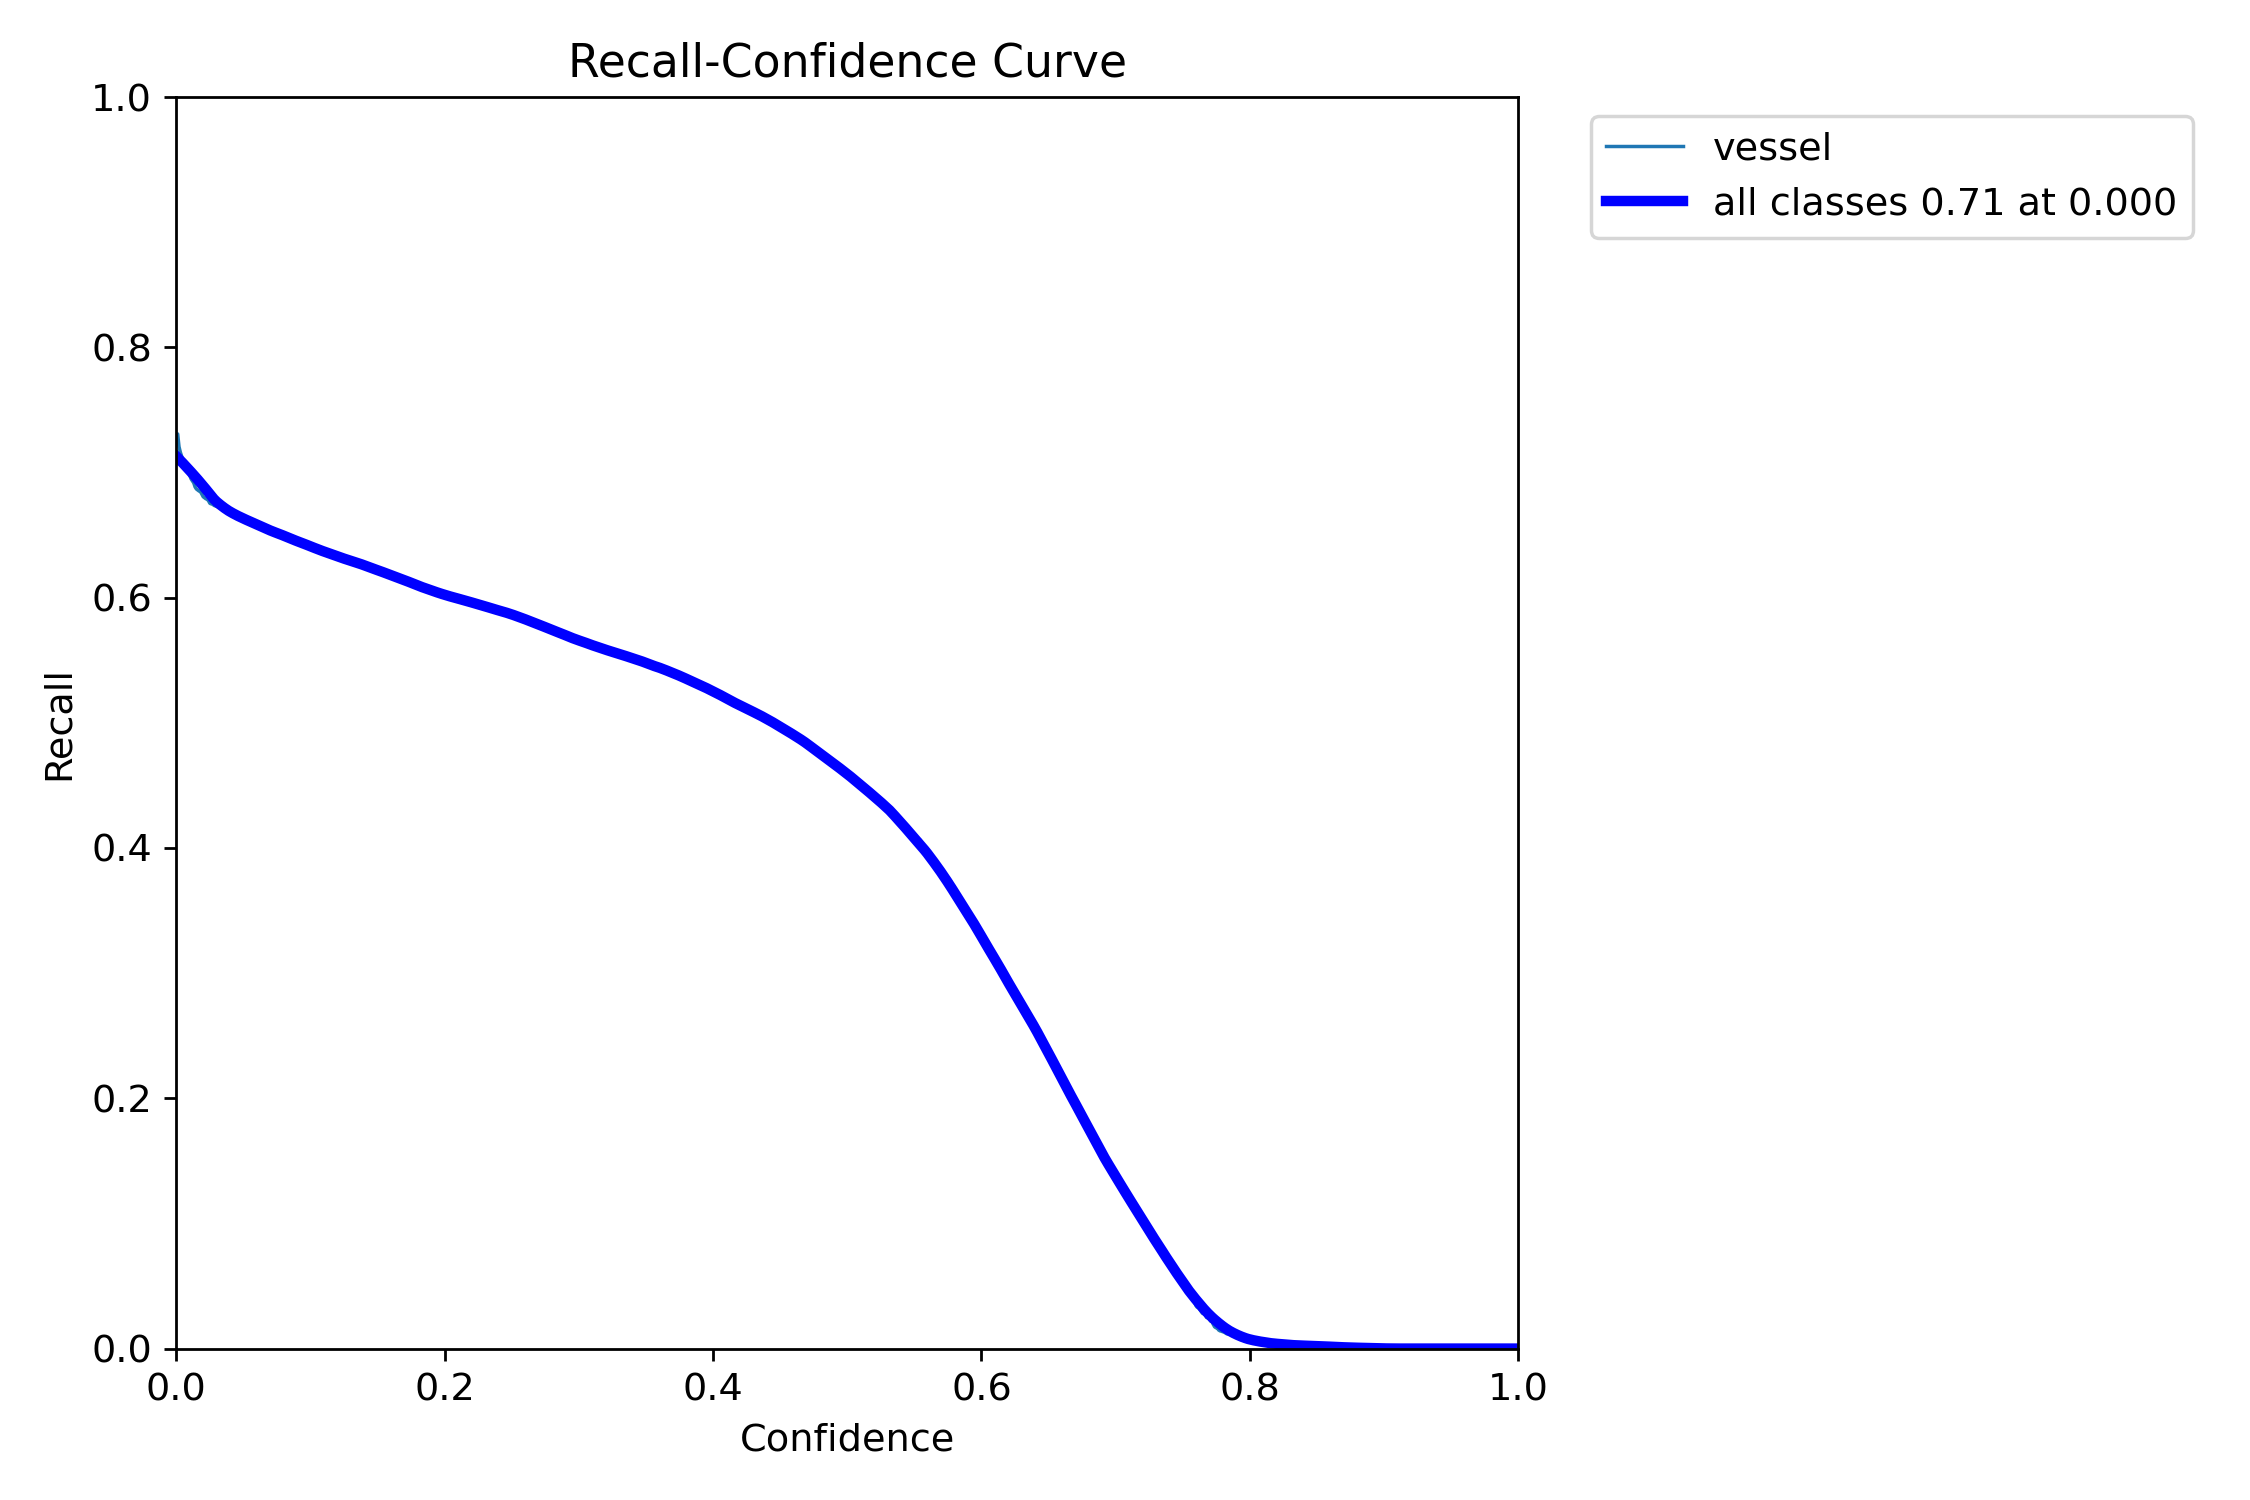 Recall-Confidence Curve
1.0
0.8
0.6
0.4
0.2
0.0
Recall
0.0 0.2 0.4 0.6 0.8 1.0
Confidence
vessel
all classes 0.71 at 0.000